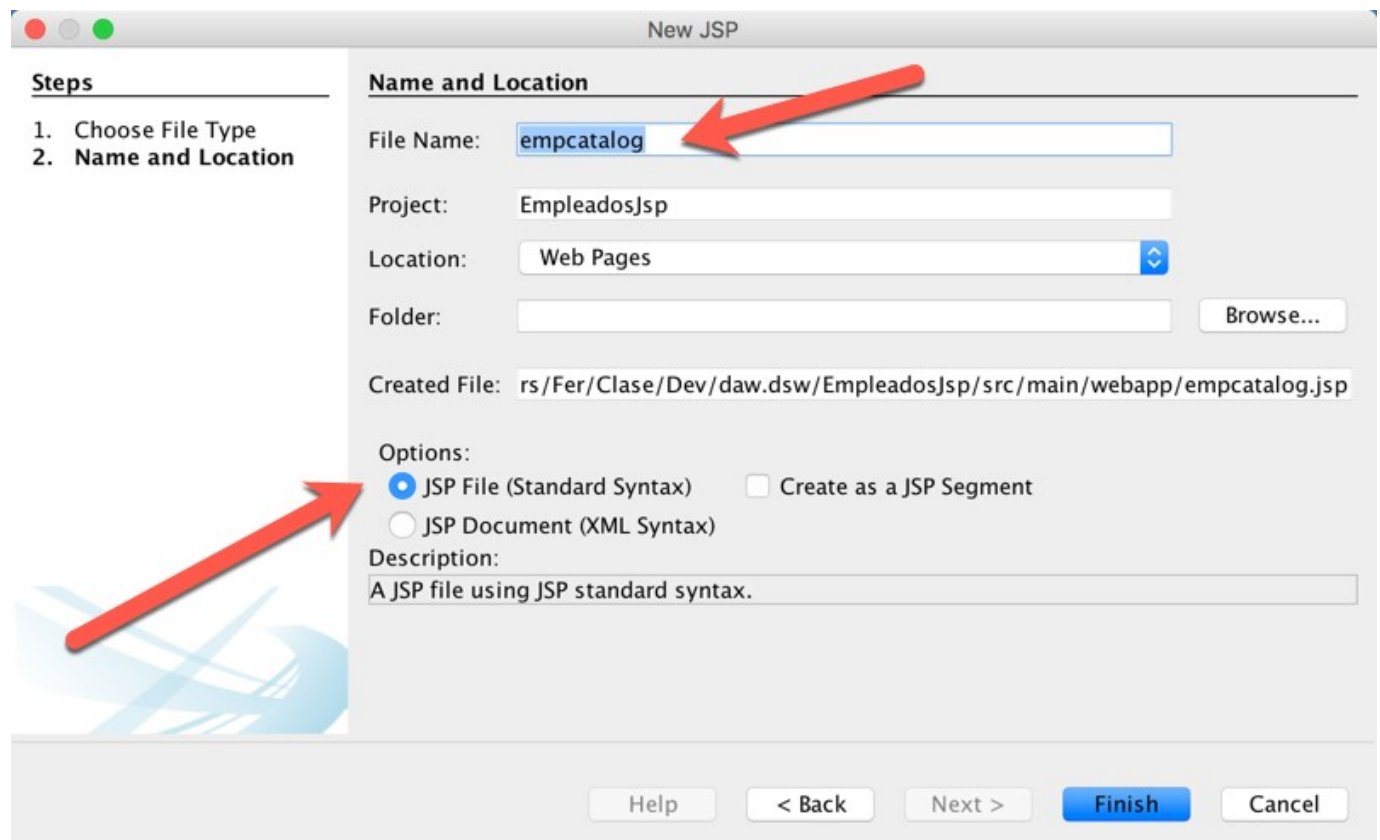 New JSP
Steps
1. Choose File Type
2. Name and Location
Name and Location
File Name: empcatalog
Project: EmpleadosJsp
Location: Web Pages
Folder: Browse...
Created File: rs/Fer/Clase/Dev/daw.dsw/EmpleadosJsp/src/main/webapp/empcatalog.jsp
Options:
JSP File (Standard Syntax) Create as a JSP Segment
JSP Document (XML Syntax)
Description:
A JSP file using JSP standard syntax.
Help < Back Next > Finish Cancel